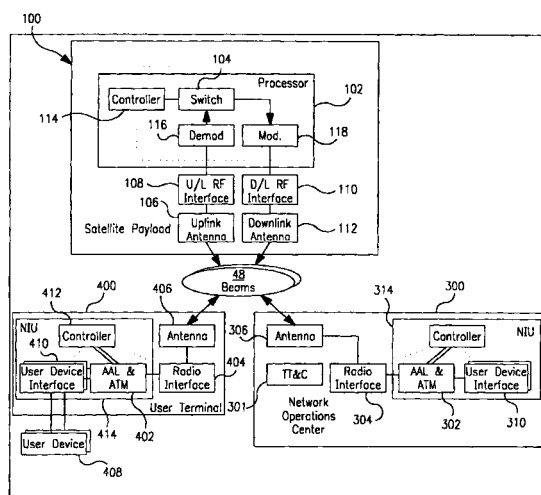 100
104
Processor
Controller
Switch
102
114
116
118
Demod
Mod.
108
U/L RF
Interface
D/L RF
Interface
110
106
Satellite Payload
Uplink
Antenna
Downlink
Antenna
112
48
Beams
400
406
314
300
412
NIU
Controller
Antenna
306
Antenna
Controller
NIU
410
User Device
Interface
AAL &
ATM
Radio
Interface
404
TT&C
301
Radio
Interface
AAL &
ATM
User Device
Interface
414
402
User Terminal
Network
Operations
Center
304
302
310
User Device
408